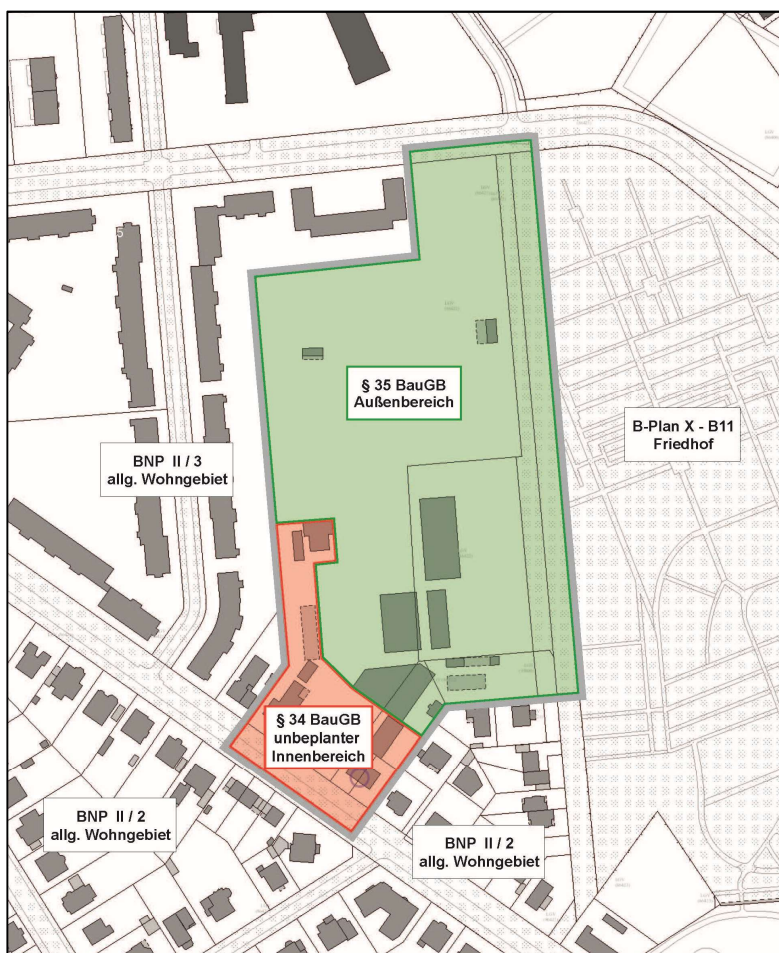 5
§ 35 BauGB
Außenbereich
B-Plan X - B11
Friedhof
BNP II / 3
allg. Wohngebiet
§ 34 BauGB
unbeplanter
Innenbereich
BNP II / 2
allg. Wohngebiet
BNP II / 2
allg. Wohngebiet